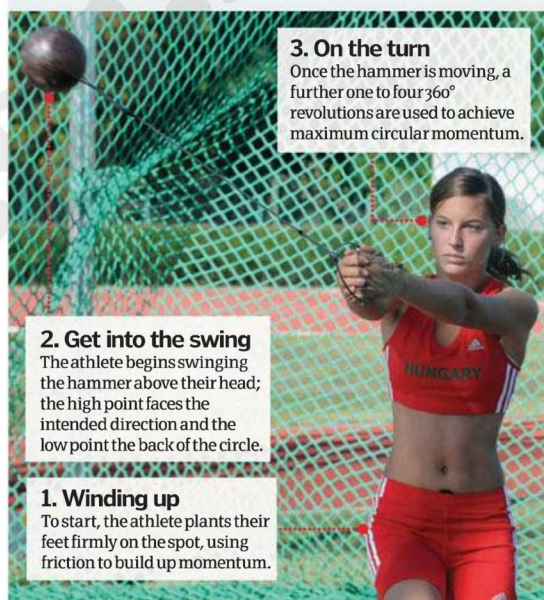 3. On the turn
Once the hammer is moving, a
further one to four 360°
revolutions are used to achieve
maximum circular momentum.
2. Get into the swing
The athlete begins swinging
the hammer above their head;
the high point faces the
intended direction and the
low point the back of the circle.
HUNGARY
1. Winding up
To start, the athlete plants their
feet firmly on the spot, using
friction to build up momentum.